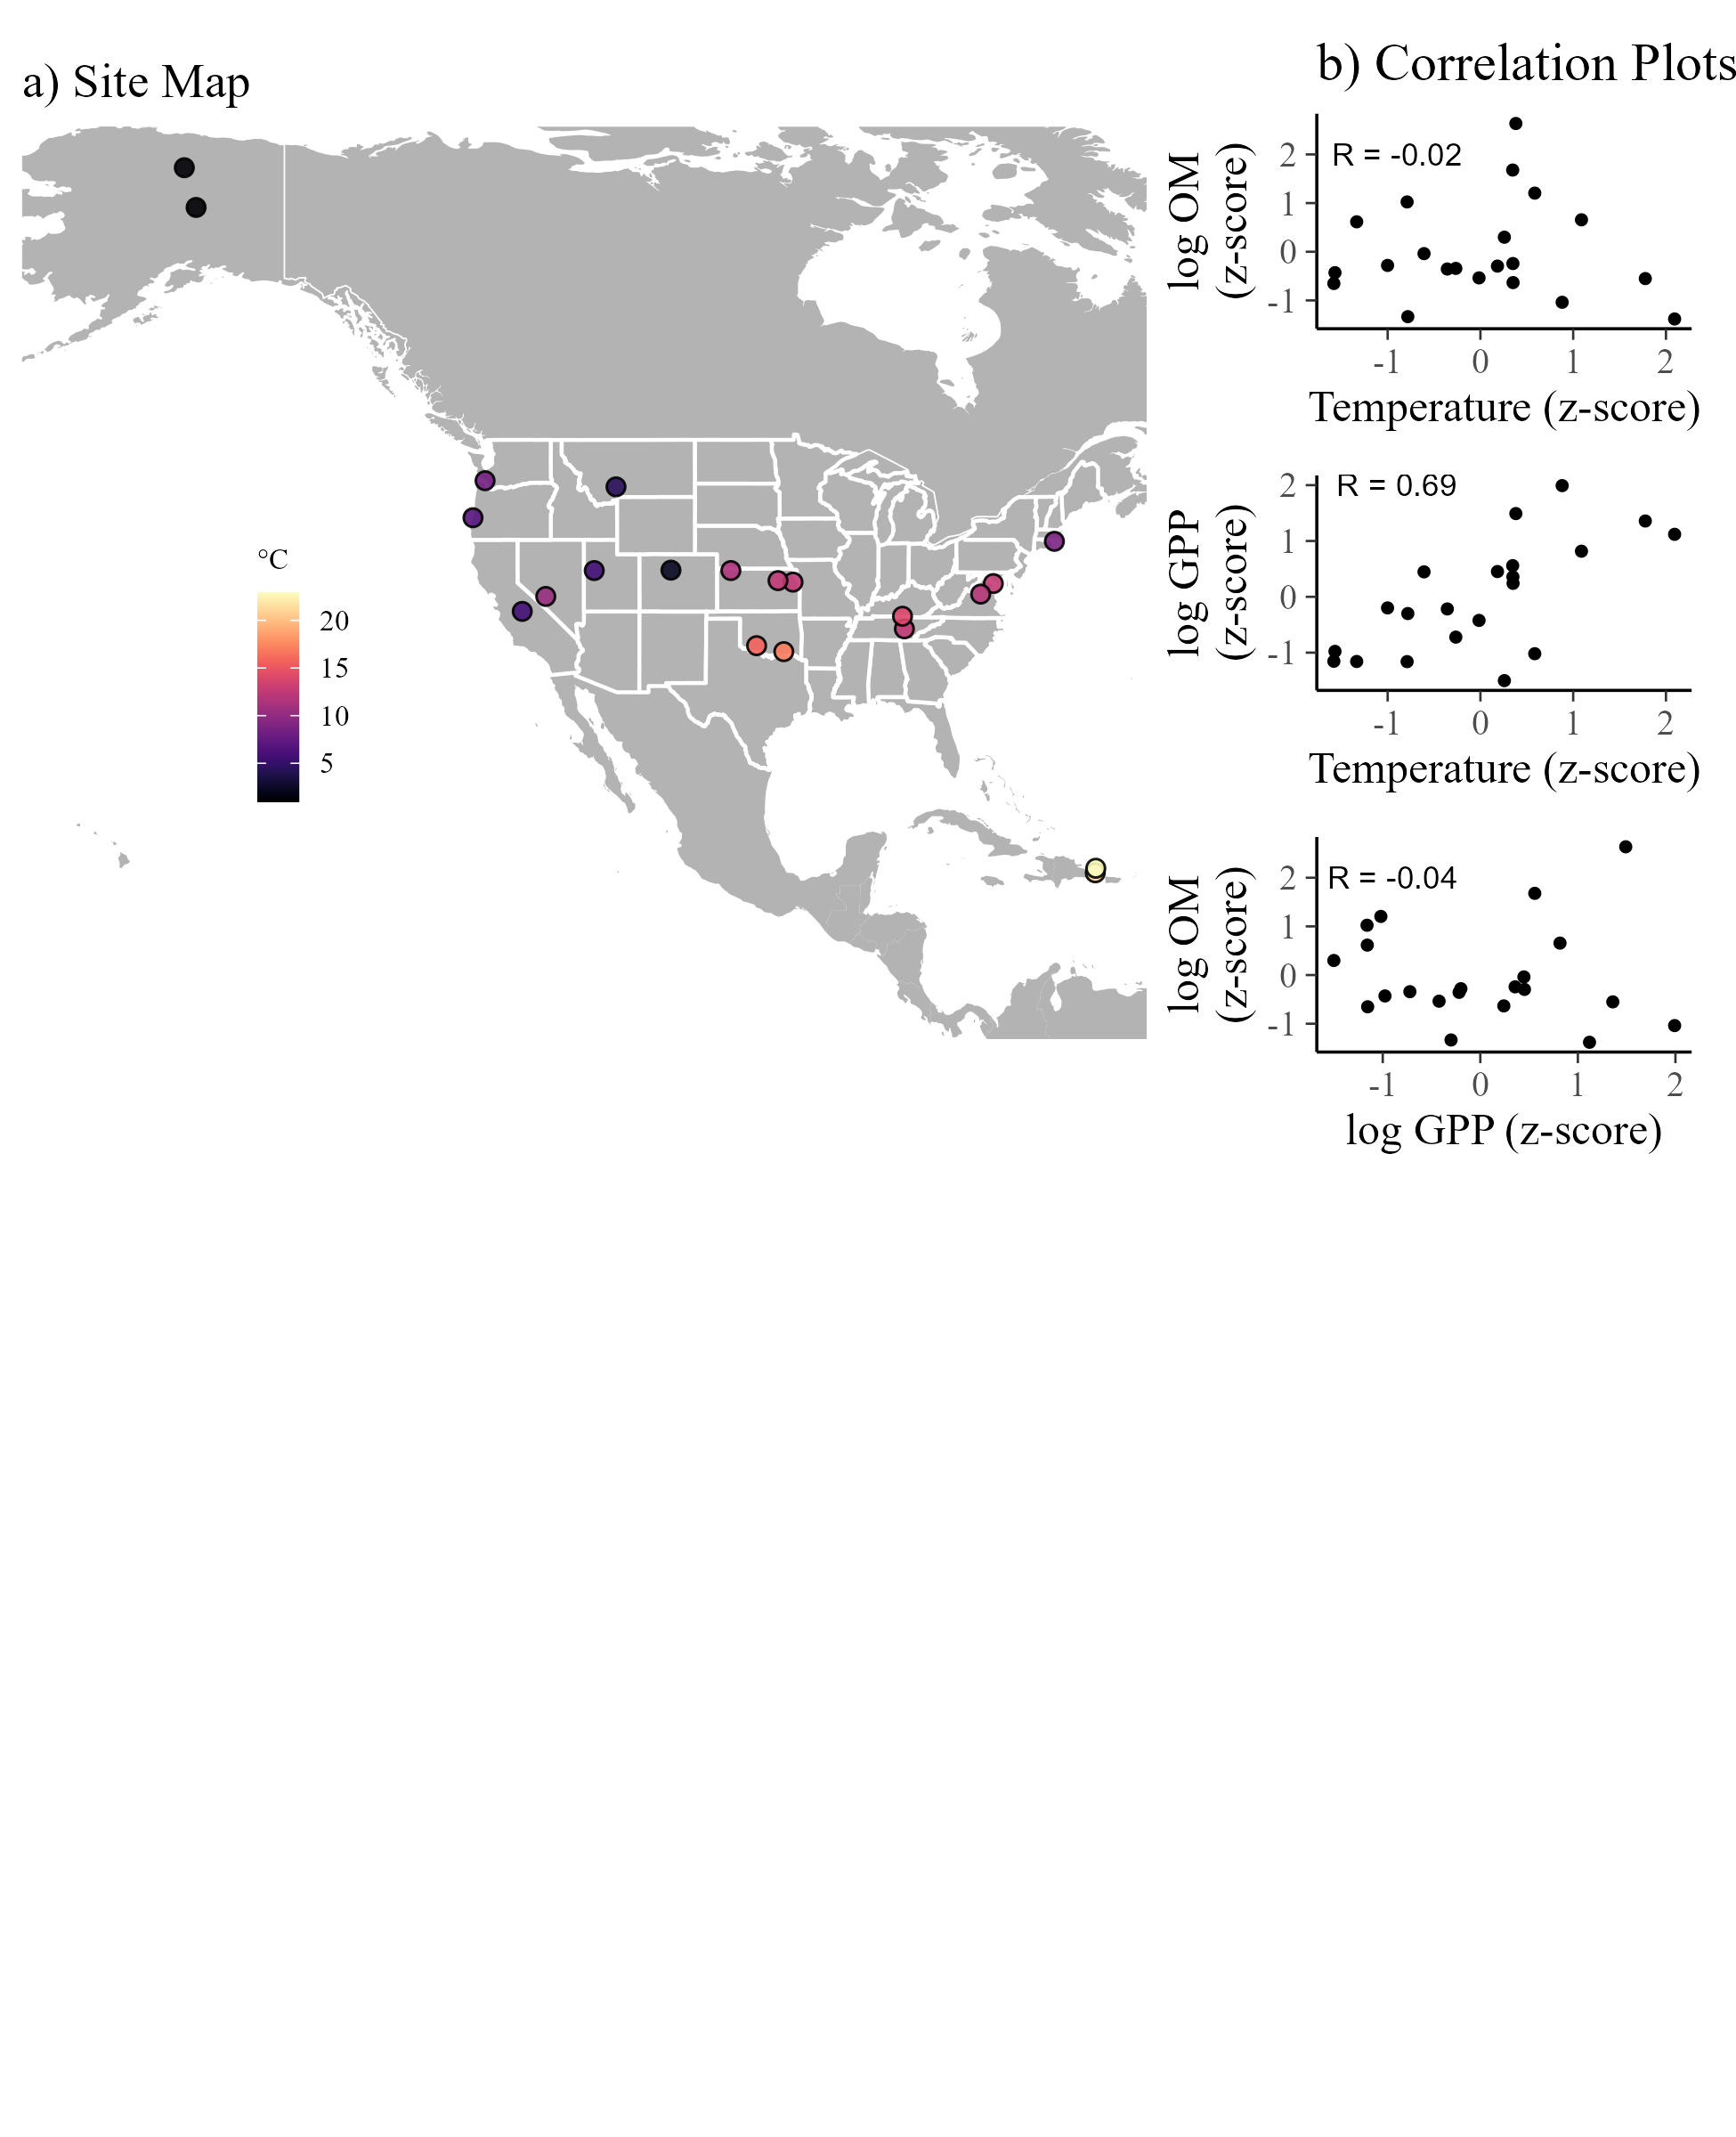 a) Site Map
°C
20
15
10
5
b) Correlation Plots
log OM
(z-score)
2
1
0
-1
R = -0.02
-1 0 1 2
Temperature (z-score)
log GPP
(z-score)
2
1
0
-1
R = 0.69
-1 0 1 2
Temperature (z-score)
log OM
(z-score)
2
1
0
-1
R = -0.04
-1 0 1 2
log GPP (z-score)